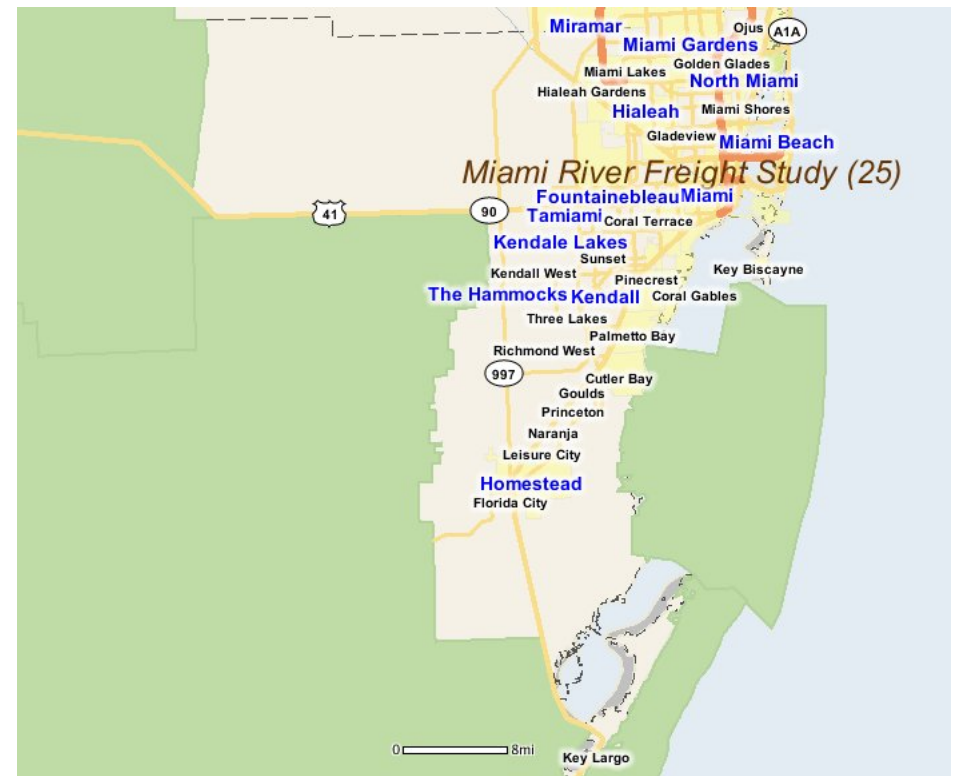 Miramar
Ojus
A1A
Miami Gardens
Golden Glades
Miami Lakes
North Miami
Hialeah Gardens
Hialeah
Miami Shores
Gladeview
Miami Beach
Miami River Freight Study (25)
Fountainebleau
Miami
41
90
Tamiami
Coral Terrace
Kendale Lakes
Sunset
Kendall West
Key Biscayne
Pinecrest
The Hammocks
Kendall
Coral Gables
Three Lakes
Palmetto Bay
Richmond West
997
Cutler Bay
Goulds
Princeton
Naranja
Leisure City
Homestead
Florida City
0
8mi
Key Largo